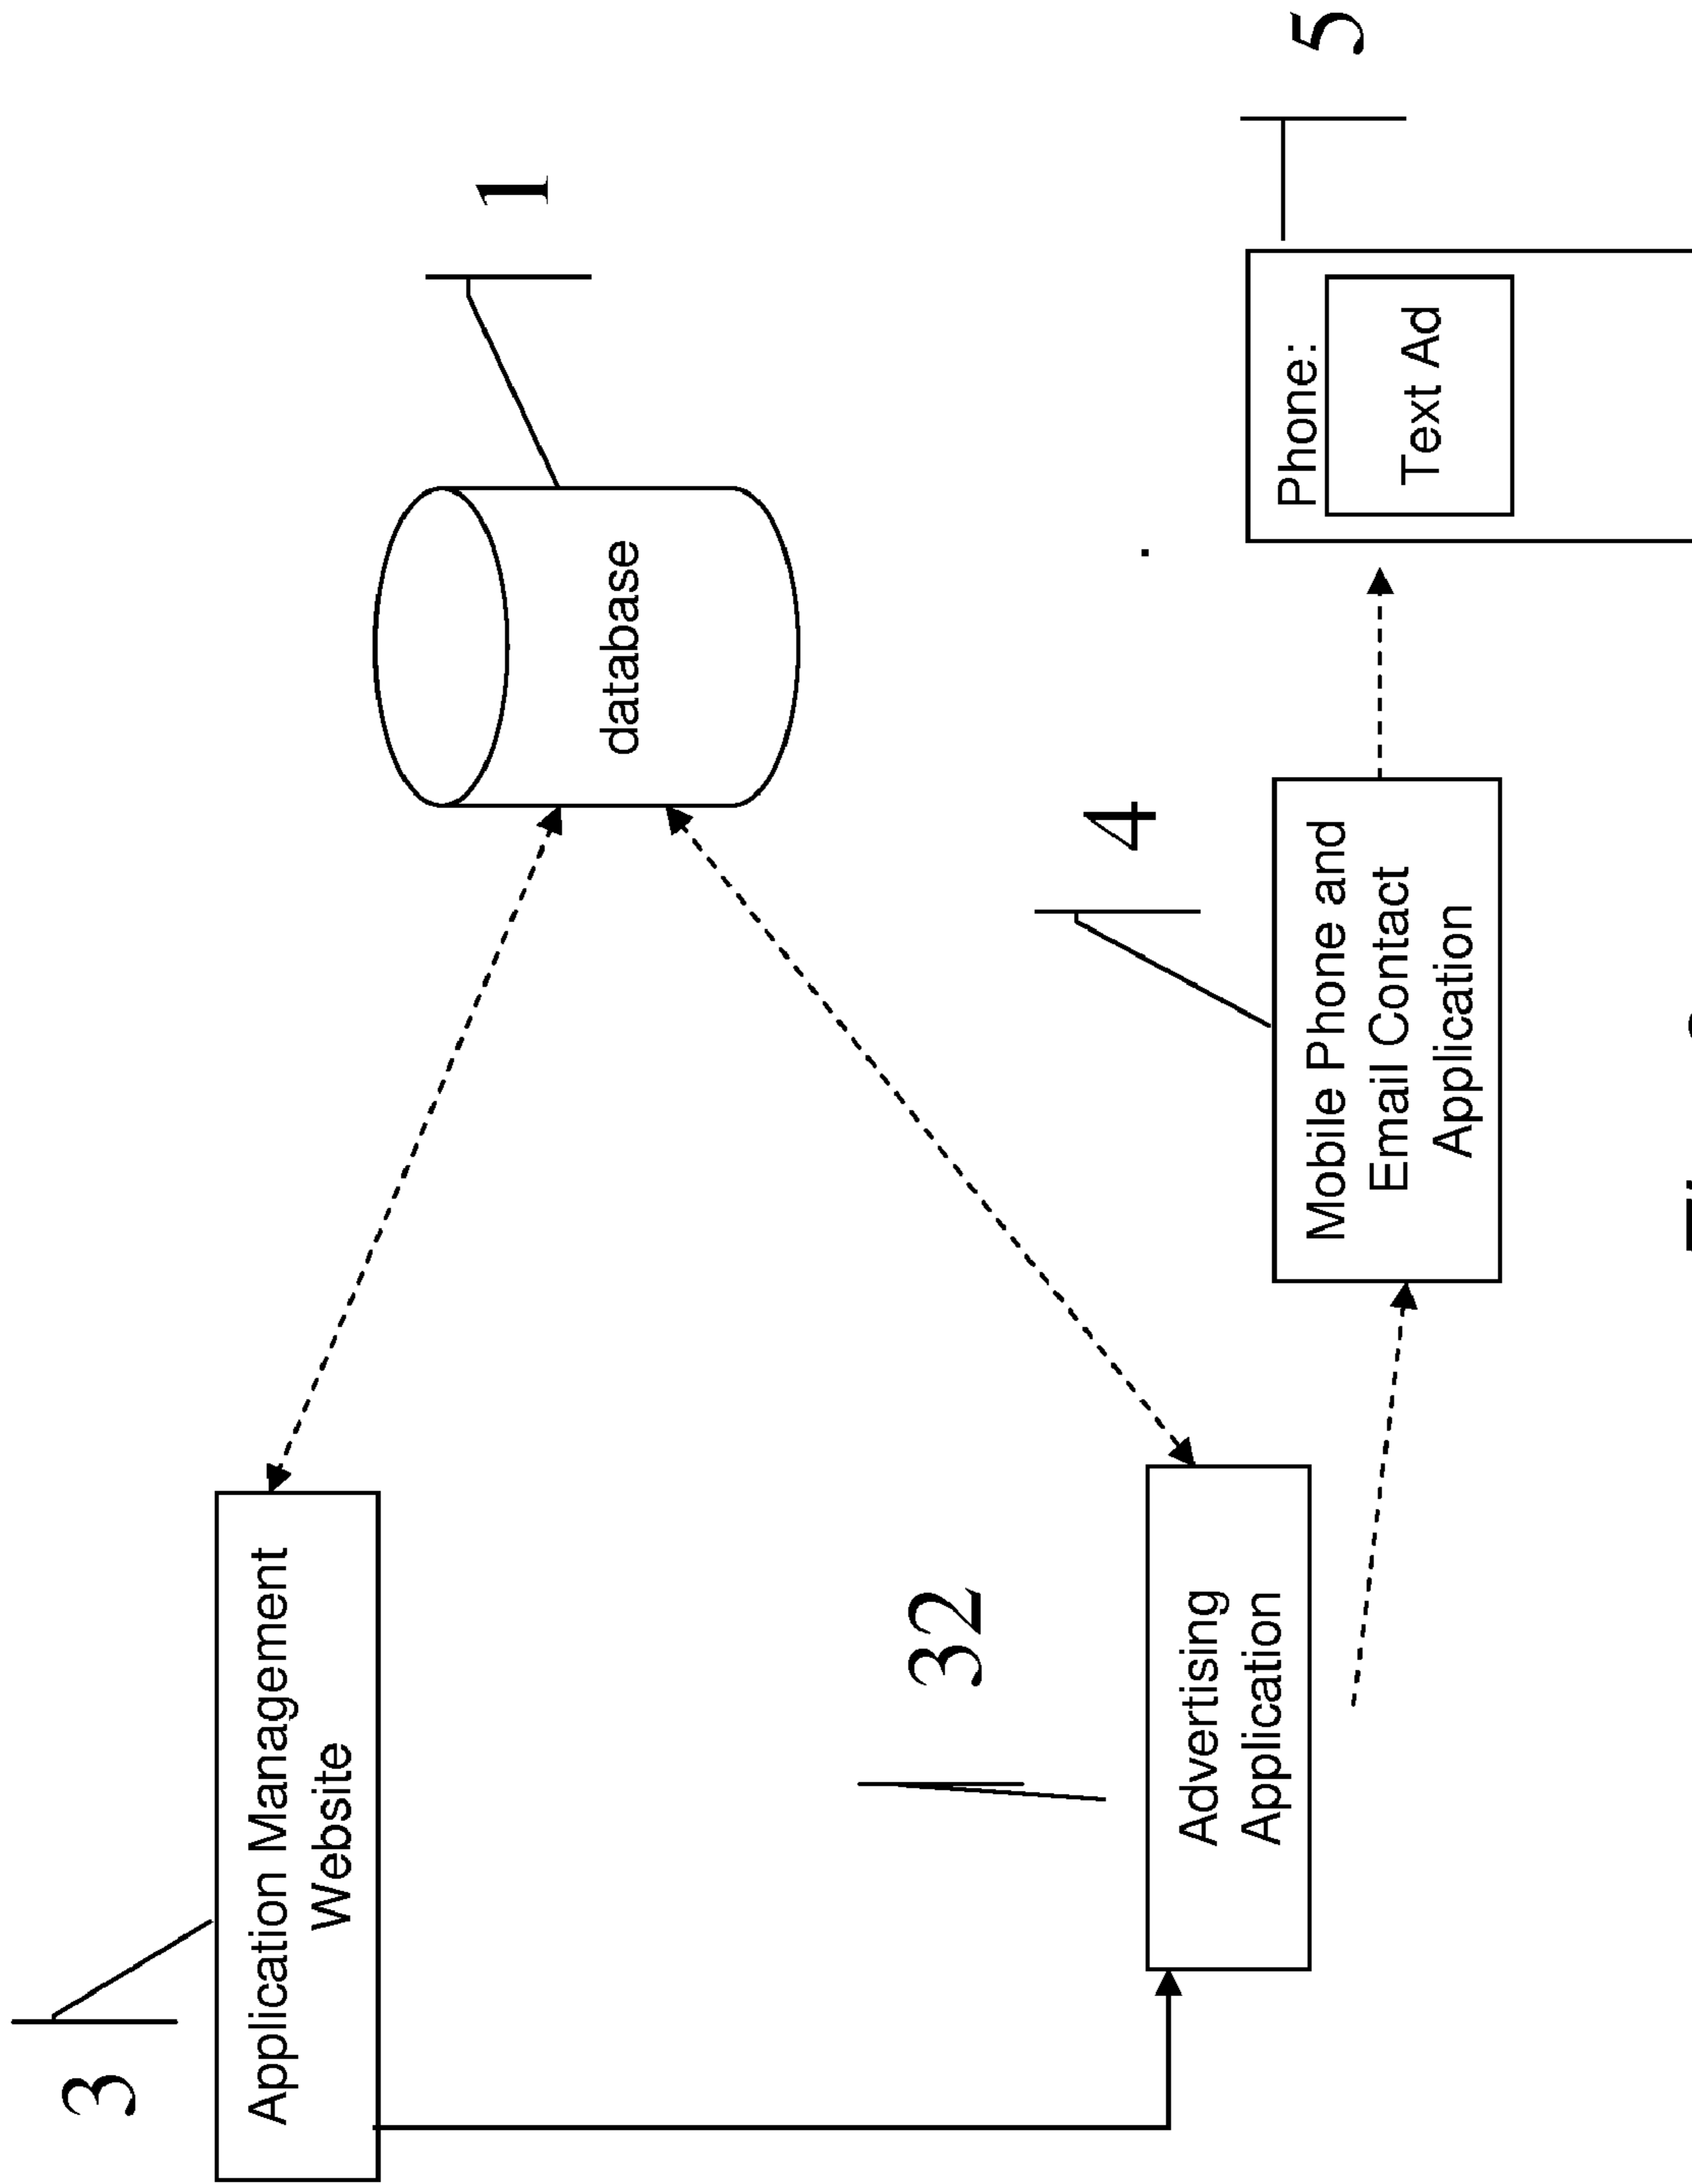 3
Application Management
Website
1
database
32
Advertising
Application
4
Mobile Phone and
Email Contact
Application
5
Phone:
Text Ad